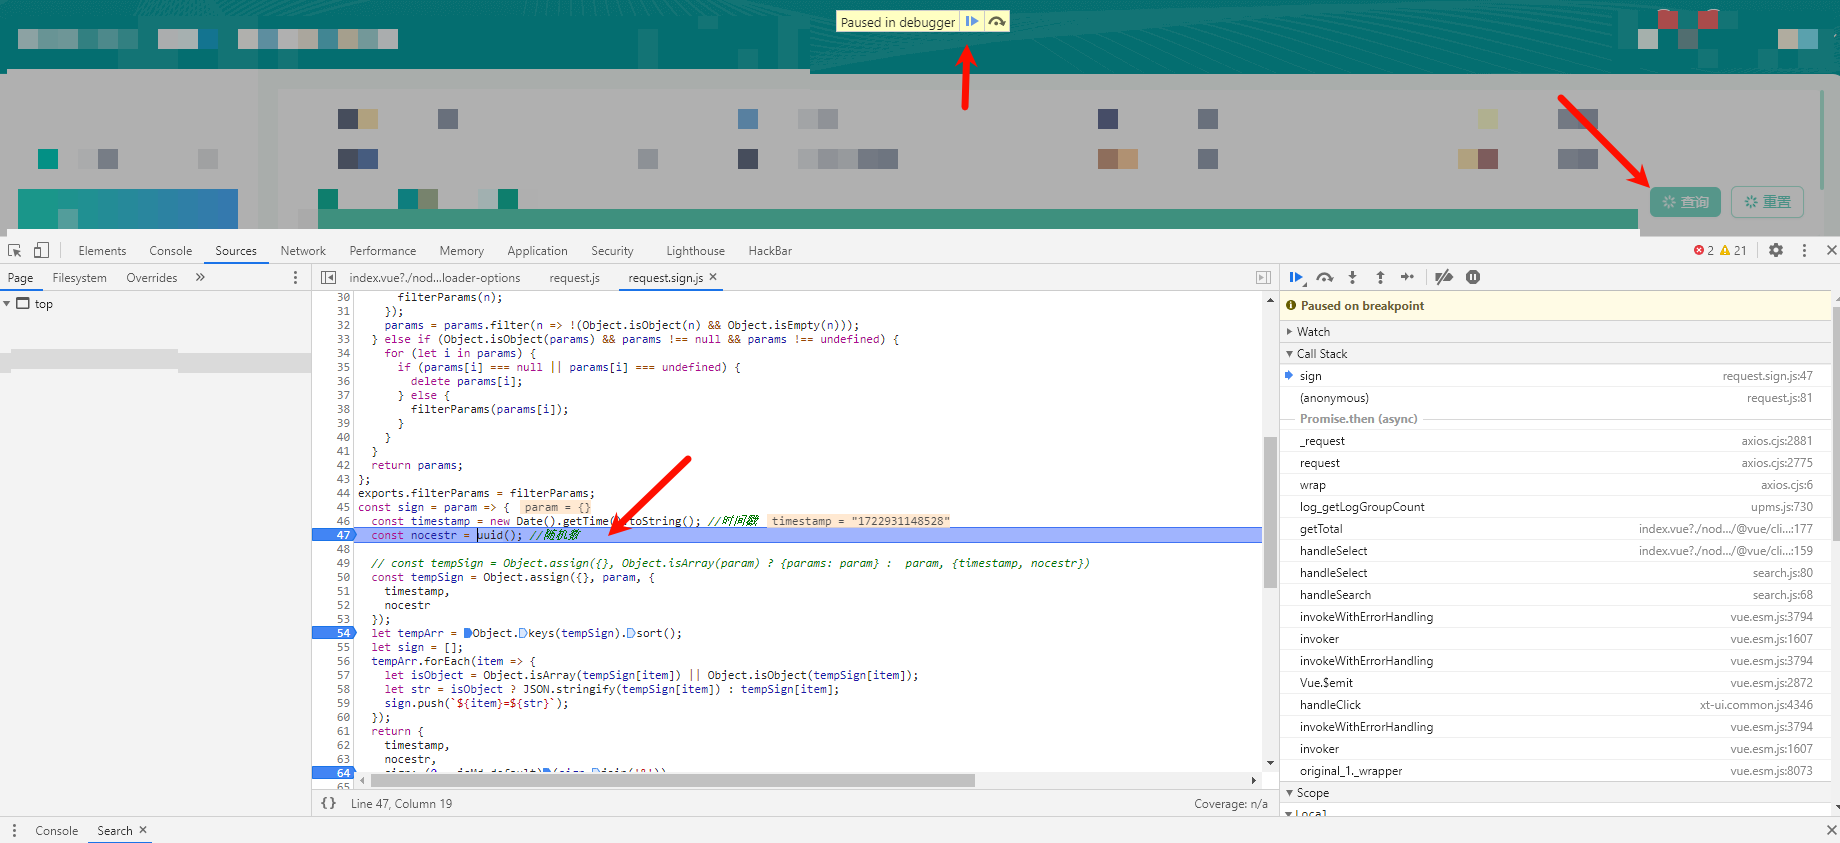 Paused in debugger
查询 重置
Elements Console Sources Network Performance Memory Application Security Lighthouse HackBar 2 21
Page Filesystem Overrides » index.vue?./nod...loader-options request.js request.sign.js ×
top
30 filterParams(n);
31 });
32 params = params.filter(n => !(Object.isObject(n) && Object.isEmpty(n)));
33 } else if (Object.isObject(params) && params !== null && params !== undefined) {
34 for (let i in params) {
35 if (params[i] === null || params[i] === undefined) {
36 delete params[i];
37 } else {
38 filterParams(params[i]);
39 }
40 }
41 }
42 return params;
43 };
44 exports.filterParams = filterParams;
45 const sign = param => { param = {}
46 const timestamp = new Date().getTime().toString(); //时间戳 timestamp = "1722931148528"
47 const nocestr = uuid(); //随机数
48
49 // const tempSign = Object.assign({}, Object.isArray(param) ? {params: param} : param, {timestamp, nocestr})
50 const tempSign = Object.assign({}, param, {
51 timestamp,
52 nocestr
53 });
54 let tempArr = Object.keys(tempSign).sort();
55 let sign = [];
56 tempArr.forEach(item => {
57 let isObject = Object.isArray(tempSign[item]) || Object.isObject(tempSign[item]);
58 let str = isObject ? JSON.stringify(tempSign[item]) : tempSign[item];
59 sign.push(`${item}=${str}`);
60 });
61 return {
62 timestamp,
63 nocestr,
64
65
{} Line 47, Column 19 Coverage: n/a
Paused on breakpoint
Watch
Call Stack
sign request.sign.js:47
(anonymous) request.js:81
Promise.then (async)
_request axios.cjs:2881
request axios.cjs:2775
wrap axios.cjs:6
log_getLogGroupCount upms.js:730
getTotal index.vue?./nod.../@vue/cli...:177
handleSelect index.vue?./nod.../@vue/cli...:159
handleSelect search.js:80
handleSearch search.js:68
invokeWithErrorHandling vue.esm.js:3794
invoker vue.esm.js:1607
invokeWithErrorHandling vue.esm.js:3794
Vue.$emit vue.esm.js:2872
handleClick xt-ui.common.js:4346
invokeWithErrorHandling vue.esm.js:3794
invoker vue.esm.js:1607
original_1._wrapper vue.esm.js:8073
Scope
Local
Console Search ×